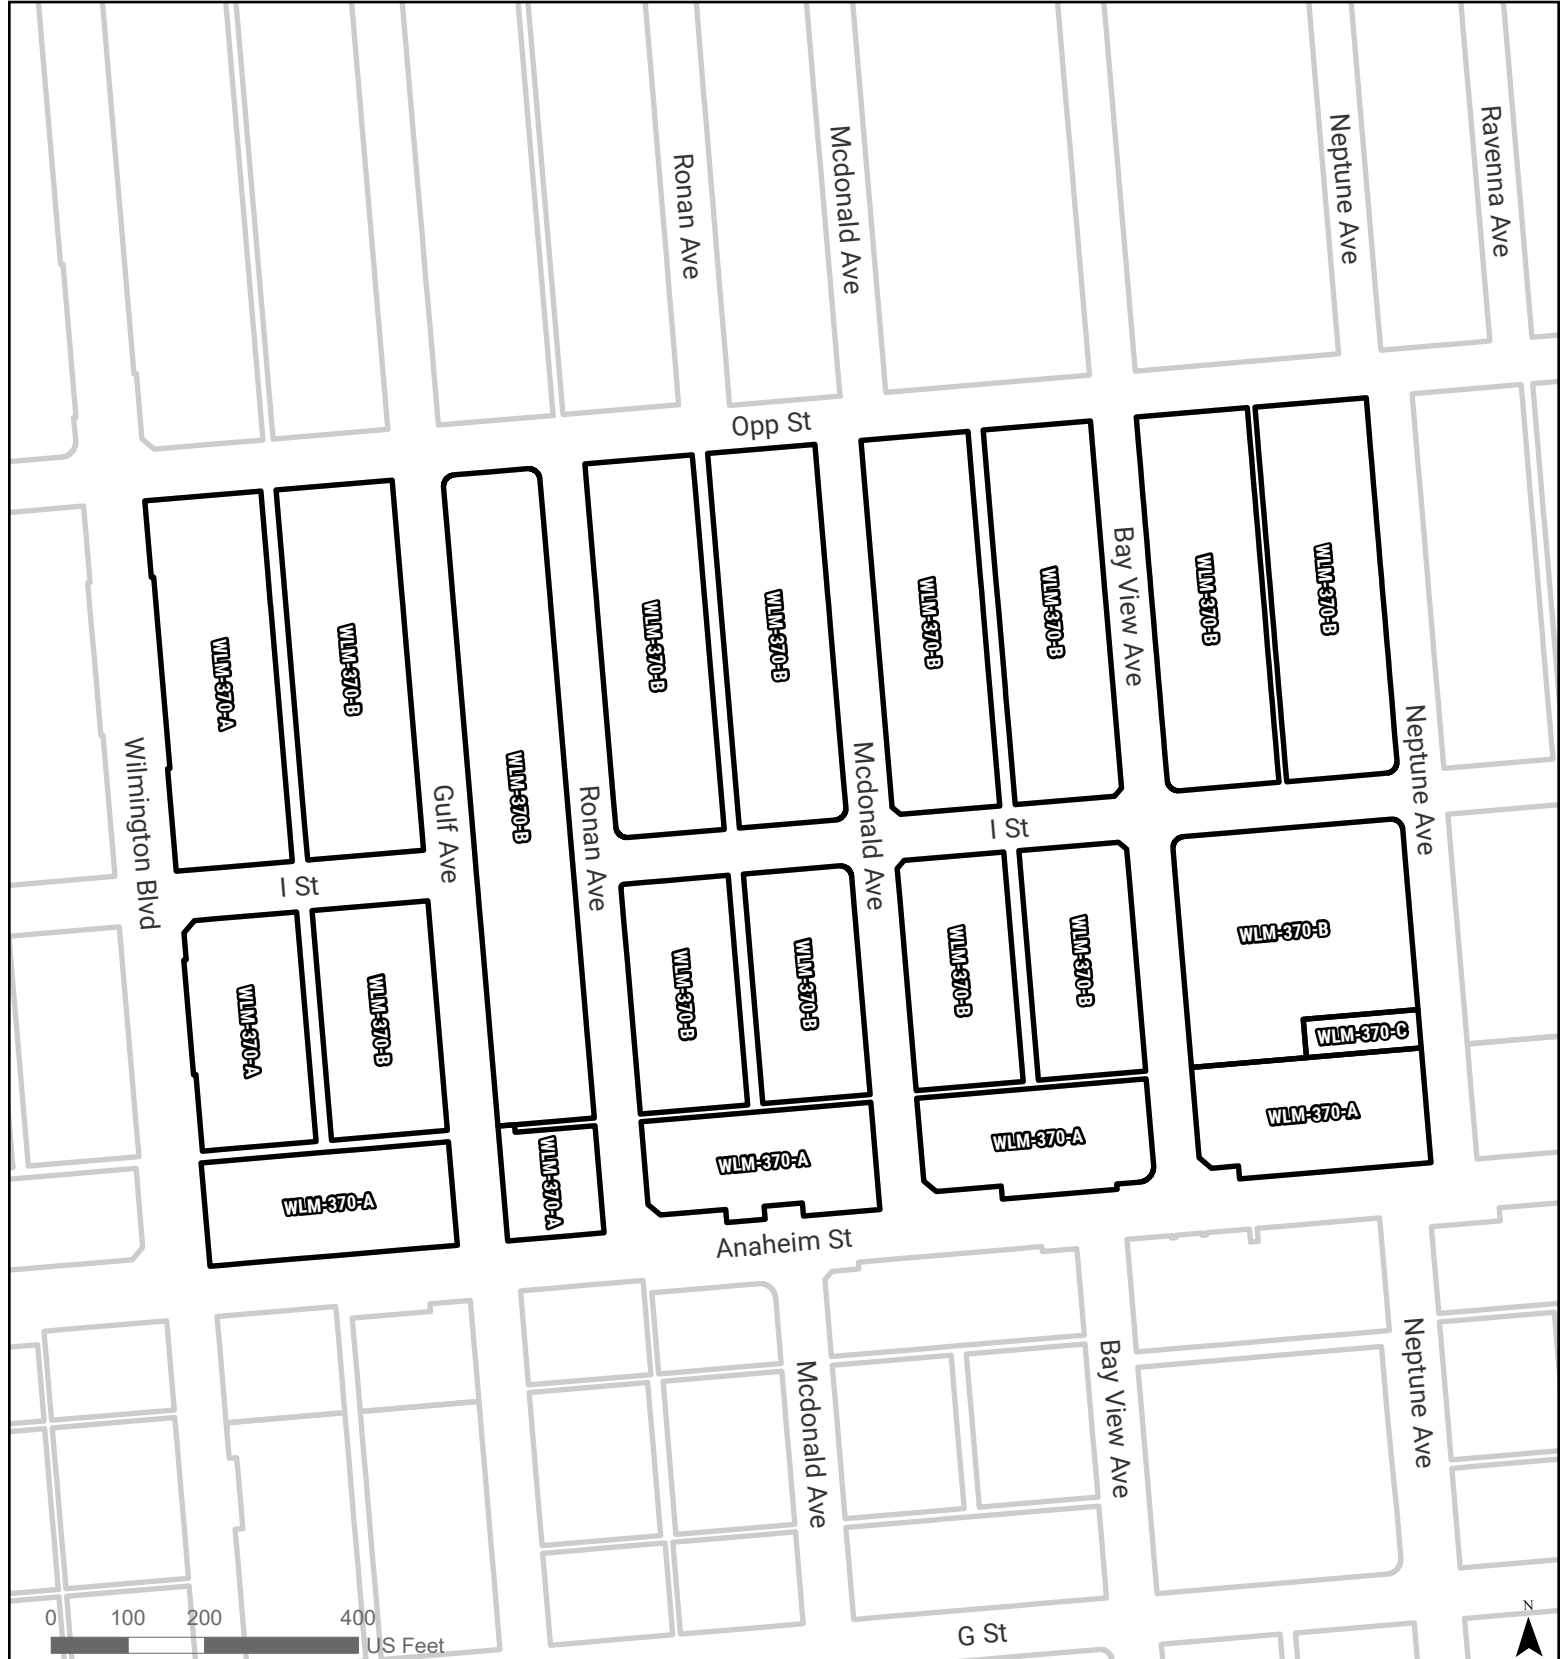 Ronan Ave
Mcdonald Ave
Neptune Ave
Ravenna Ave
Opp St
WLM-370-A
WLM-370-B
WLM-370-B
WLM-370-B
WLM-370-B
WLM-370-B
WLM-370-B
Bay View Ave
WLM-370-B
WLM-370-B
Wilmington Blvd
Gulf Ave
WLM-370-B
Ronan Ave
Mcdonald Ave
I St
Neptune Ave
I St
WLM-370-A
WLM-370-B
WLM-370-B
WLM-370-B
WLM-370-B
WLM-370-B
WLM-370-B
WLM-370-C
WLM-370-A
WLM-370-A
WLM-370-A
WLM-370-A
WLM-370-A
Anaheim St
Mcdonald Ave
Bay View Ave
Neptune Ave
0 100 200 400
US Feet
G St
N